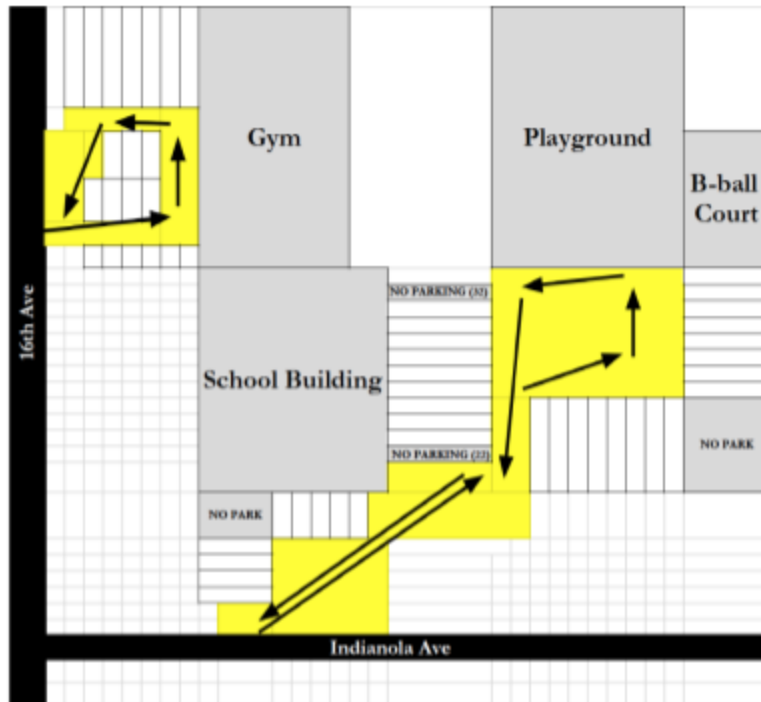 Gym
Playground
B-ball
Court
16th Ave
NO PARKING (32)
School Building
NO PARKING (22)
NO PARK
NO PARK
Indianola Ave